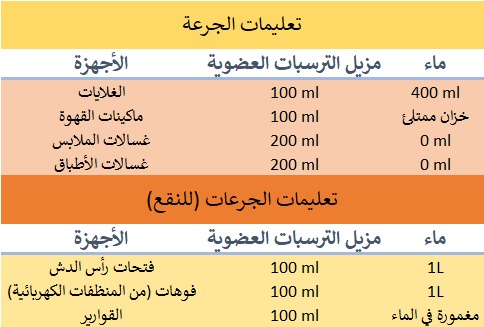 تعليمات الجرعة
الأجهزة مزيل الترسبات العضوية ماء
الغلايات 100 ml 400 ml
ماكينات القهوة 100 ml خزان ممتلئ
غسالات الملابس 200 ml 0 ml
غسالات الأطباق 200 ml 0 ml
تعليمات الجرعات (للنقع)
الأجهزة مزيل الترسبات العضوية ماء
فتحات رأس الدش 100 ml 1L
فوهات (من المنظفات الكهربائية) 100 ml 1L
القوارير 100 ml مغمورة في الماء